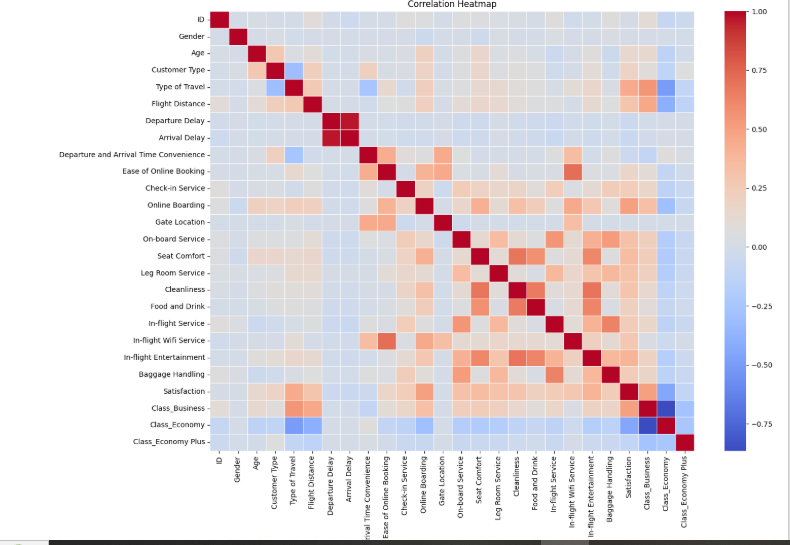 Correlation Heatmap
ID
Gender
Age
Customer Type
Type of Travel
Flight Distance
Departure Delay
Arrival Delay
Departure and Arrival Time Convenience
Ease of Online Booking
Check-in Service
Online Boarding
Gate Location
On-board Service
Seat Comfort
Leg Room Service
Cleanliness
Food and Drink
In-flight Service
In-flight Wifi Service
In-flight Entertainment
Baggage Handling
Satisfaction
Class_Business
Class_Economy
Class_Economy Plus
ID
Gender
Age
Customer Type
Type of Travel
Flight Distance
Departure Delay
Arrival Delay
rival Time Convenience
Ease of Online Booking
Check-in Service
Online Boarding
Gate Location
On-board Service
Seat Comfort
Leg Room Service
Cleanliness
Food and Drink
In-flight Service
In-flight Wifi Service
In-flight Entertainment
Baggage Handling
Satisfaction
Class_Business
Class_Economy
Class_Economy Plus
1.00
0.75
0.50
0.25
0.00
−0.25
−0.50
−0.75